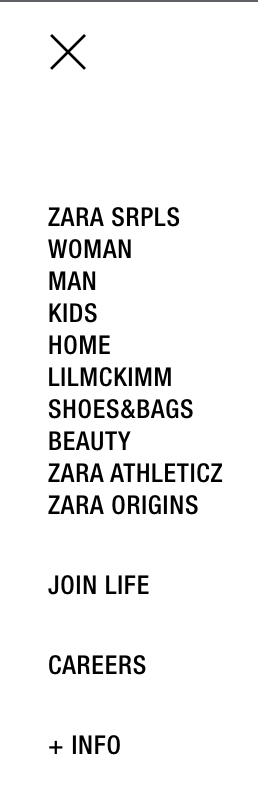 ZARA SRPLS
WOMAN
MAN
KIDS
HOME
LILMCKIMM
SHOES&BAGS
BEAUTY
ZARA ATHLETICZ
ZARA ORIGINS
JOIN LIFE
CAREERS
+ INFO